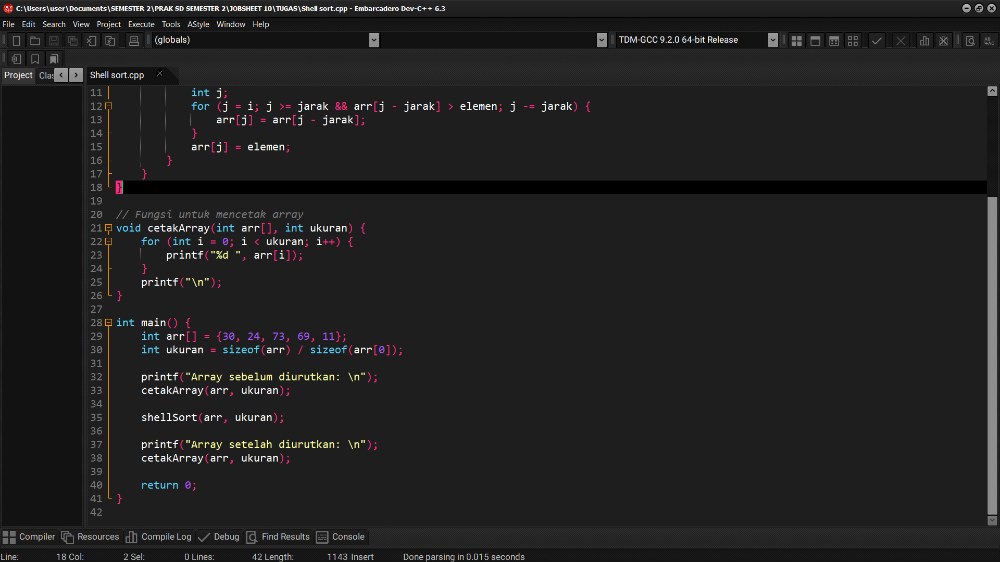 C:\Users\user\Documents\SEMESTER 2\PRAK SD SEMESTER 2\JOBSHEET 10\TUGAS\Shell sort.cpp - Embarcadero Dev-C++ 6.3
File Edit Search View Project Execute Tools AStyle Window Help
(globals) TDM-GCC 9.2.0 64-bit Release
Project Clas Shell sort.cpp
11 int j;
12 for (j = i; j >= jarak && arr[j - jarak] > elemen; j -= jarak) {
13 arr[j] = arr[j - jarak];
14 }
15 arr[j] = elemen;
16 }
17 }
18 }
19
20 // Fungsi untuk mencetak array
21 void cetakArray(int arr[], int ukuran) {
22 for (int i = 0; i < ukuran; i++) {
23 printf("%d ", arr[i]);
24 }
25 printf("\n");
26 }
27
28 int main() {
29 int arr[] = {30, 24, 73, 69, 11};
30 int ukuran = sizeof(arr) / sizeof(arr[0]);
31
32 printf("Array sebelum diurutkan: \n");
33 cetakArray(arr, ukuran);
34
35 shellSort(arr, ukuran);
36
37 printf("Array setelah diurutkan: \n");
38 cetakArray(arr, ukuran);
39
40 return 0;
41 }
42
Compiler Resources Compile Log Debug Find Results Console
Line: 18 Col: 2 Sel: 0 Lines: 42 Length: 1143 Insert Done parsing in 0.015 seconds